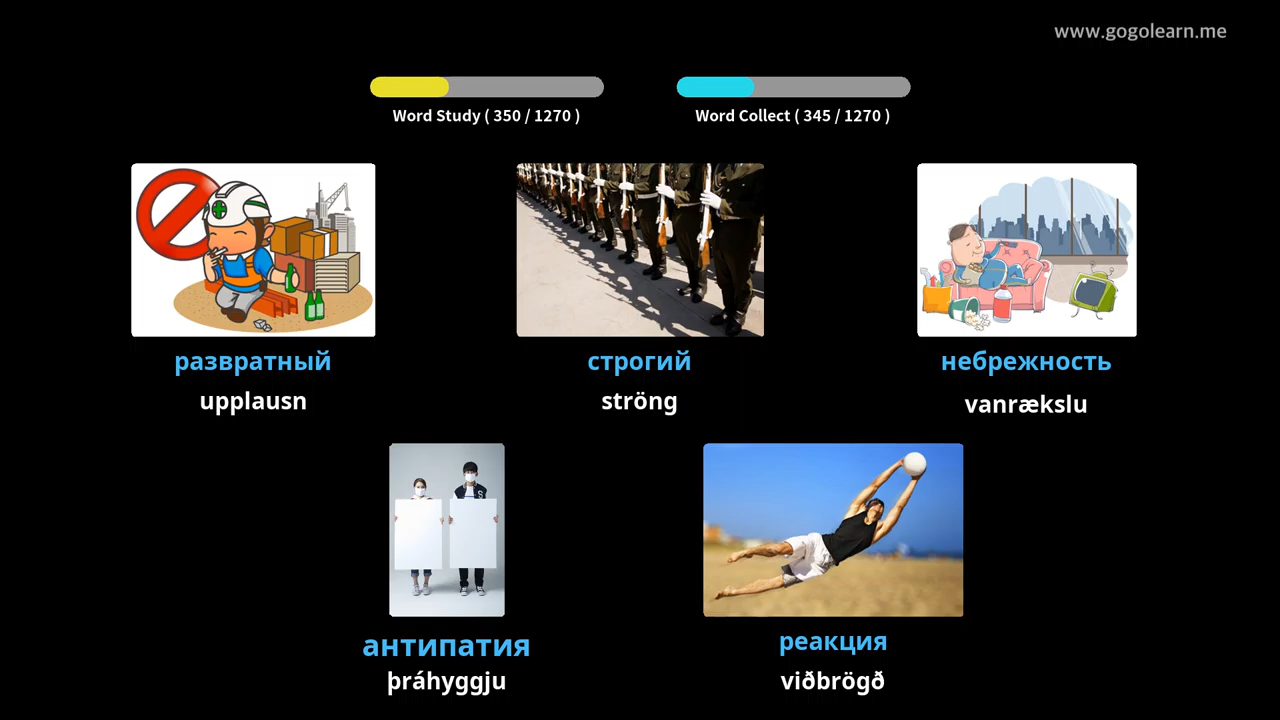 www.gogolearn.me
Word Study ( 350 / 1270 )
Word Collect ( 345 / 1270 )
развратный
строгий
небрежность
upplausn
ströng
vanrækslu
антипатия
реакция
þráhyggju
viðbrögð